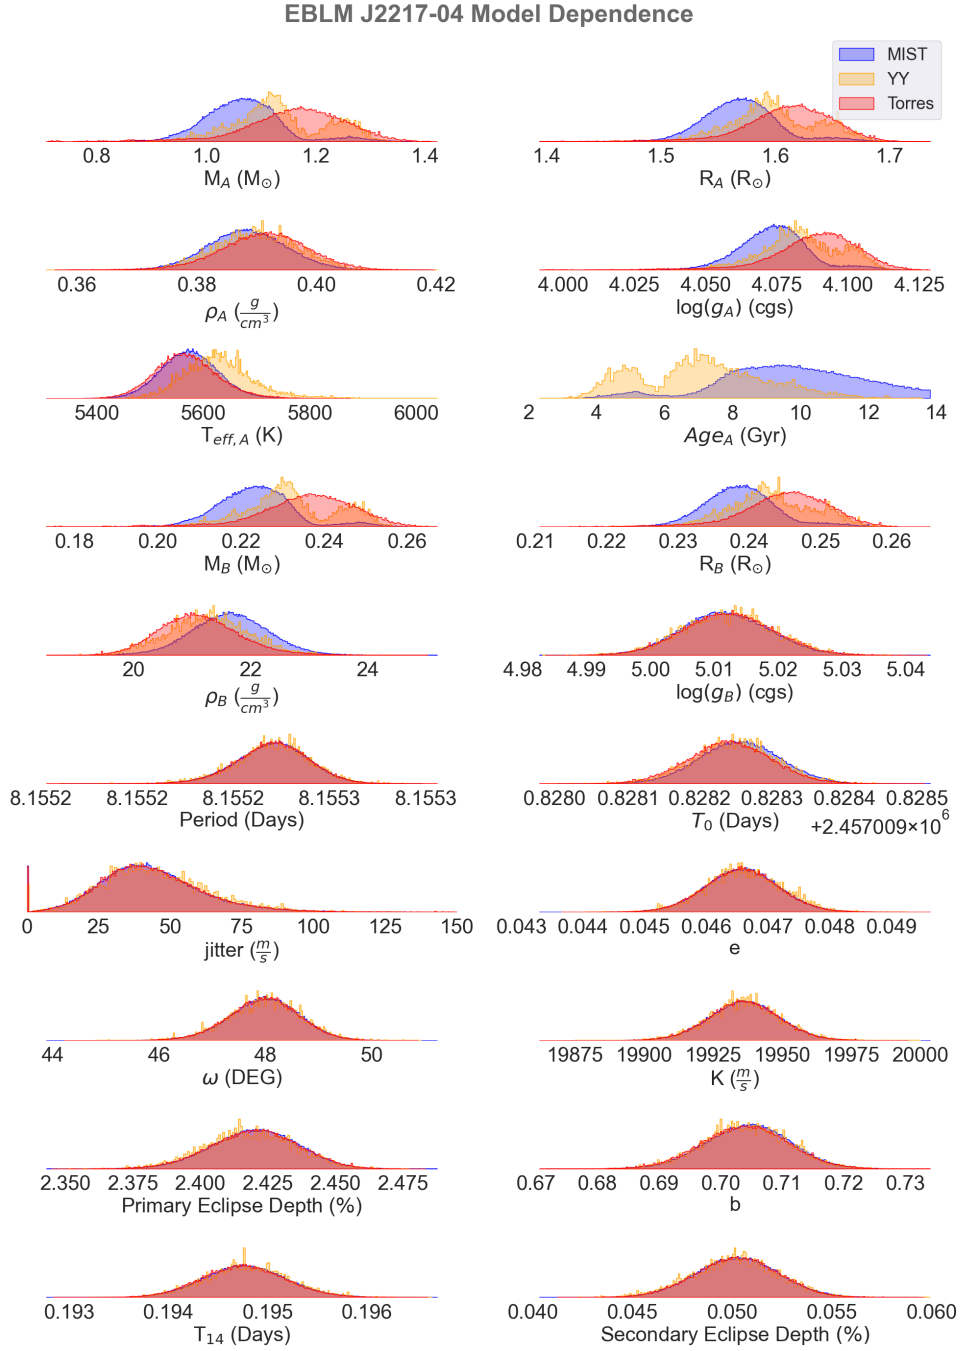 EBLM J2217-04 Model Dependence
MIST
YY
Torres
0.8 1.0 1.2 1.4
M_A (M_⊙)
1.4 1.5 1.6 1.7
R_A (R_⊙)
0.36 0.38 0.40 0.42
ρ_A (g/cm³)
4.000 4.025 4.050 4.075 4.100 4.125
log(g_A) (cgs)
5400 5600 5800 6000
T_eff,A (K)
2 4 6 8 10 12 14
Age_A (Gyr)
0.18 0.20 0.22 0.24 0.26
M_B (M_⊙)
0.21 0.22 0.23 0.24 0.25 0.26
R_B (R_⊙)
20 22 24
ρ_B (g/cm³)
4.98 4.99 5.00 5.01 5.02 5.03 5.04
log(g_B) (cgs)
8.1552 8.1552 8.1552 8.1553 8.1553
Period (Days)
0.8280 0.8281 0.8282 0.8283 0.8284 0.8285
T_0 (Days)
+2.457009×10⁶
0 25 50 75 100 125 150
jitter (m/s)
0.043 0.044 0.045 0.046 0.047 0.048 0.049
e
44 46 48 50
ω (DEG)
19875 19900 19925 19950 19975 20000
K (m/s)
2.350 2.375 2.400 2.425 2.450 2.475
Primary Eclipse Depth (%)
0.67 0.68 0.69 0.70 0.71 0.72 0.73
b
0.193 0.194 0.195 0.196
T_14 (Days)
0.040 0.045 0.050 0.055 0.060
Secondary Eclipse Depth (%)